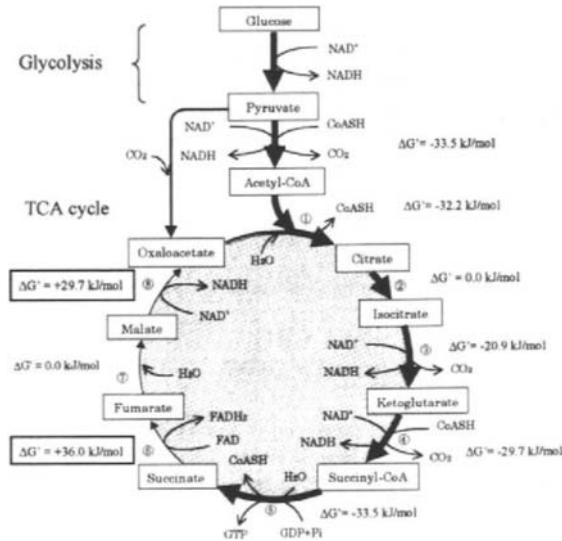 Glucose
NAD⁺
Glycolysis
NADH
Pyruvate
NAD⁺
CoASH
CO₂
NADH
CO₂
ΔG'= -33.5 kJ/mol
Acetyl-CoA
TCA cycle
①
CoASH
ΔG'= -32.2 kJ/mol
Oxaloacetate
H₂O
Citrate
ΔG' = +29.7 kJ/mol
⑧
NADH
②
ΔG'= 0.0 kJ/mol
NAD⁺
Isocitrate
Malate
NAD⁺
③
ΔG'= -20.9 kJ/mol
ΔG' = 0.0 kJ/mol
⑦
H₂O
NADH
CO₂
Fumarate
Ketoglutarate
FADH₂
NAD⁺
CoASH
ΔG' = +36.0 kJ/mol
⑥
FAD
NADH
④
CO₂
ΔG'= -29.7 kJ/mol
CoASH
H₂O
Succinate
Succinyl-CoA
⑤
ΔG'= -33.5 kJ/mol
GTP
GDP+Pi